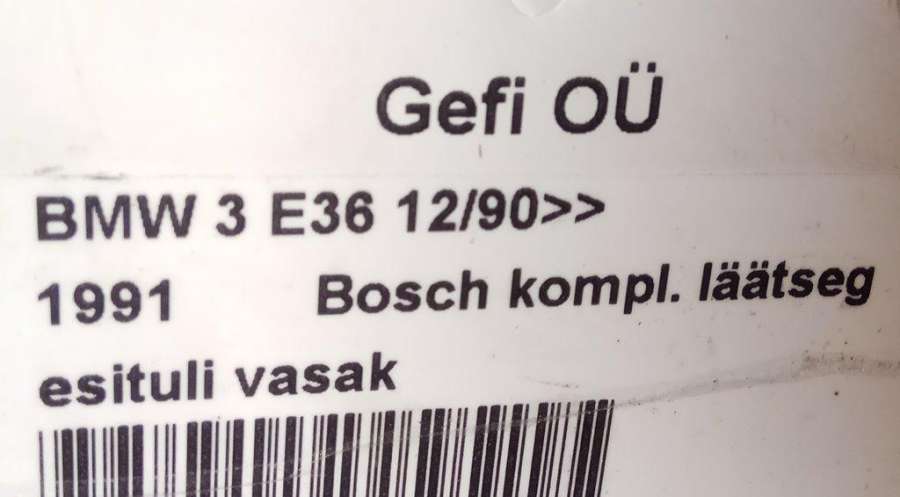 Gefi OÜ
BMW 3 E36 12/90>>
1991 Bosch kompl. läätseg
esituli vasak